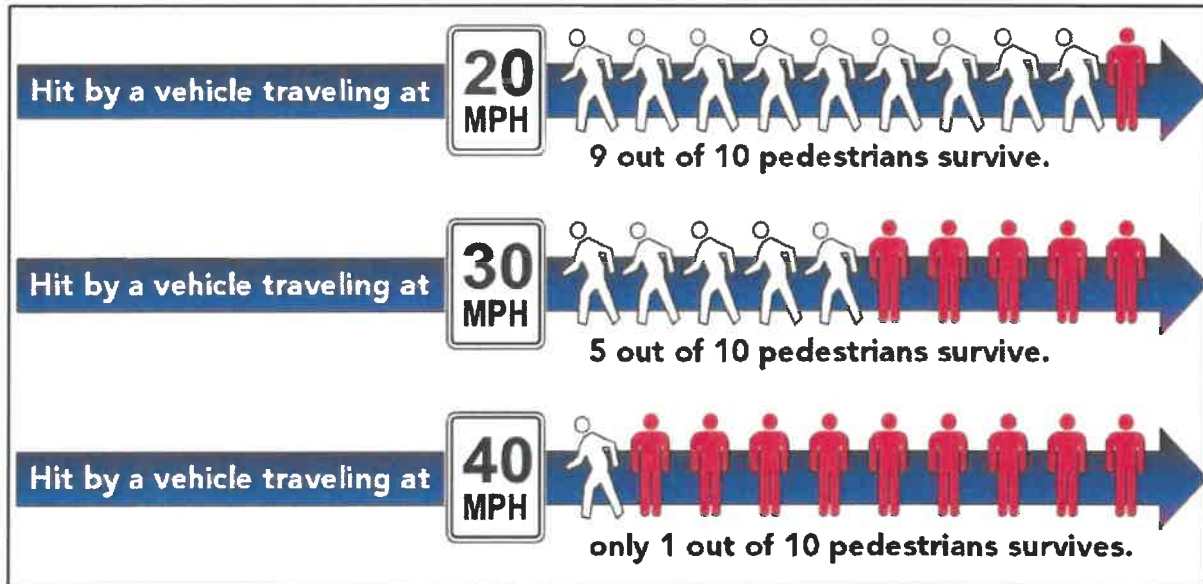 Hit by a vehicle traveling at
20
MPH
9 out of 10 pedestrians survive.
Hit by a vehicle traveling at
30
MPH
5 out of 10 pedestrians survive.
Hit by a vehicle traveling at
40
MPH
only 1 out of 10 pedestrians survives.